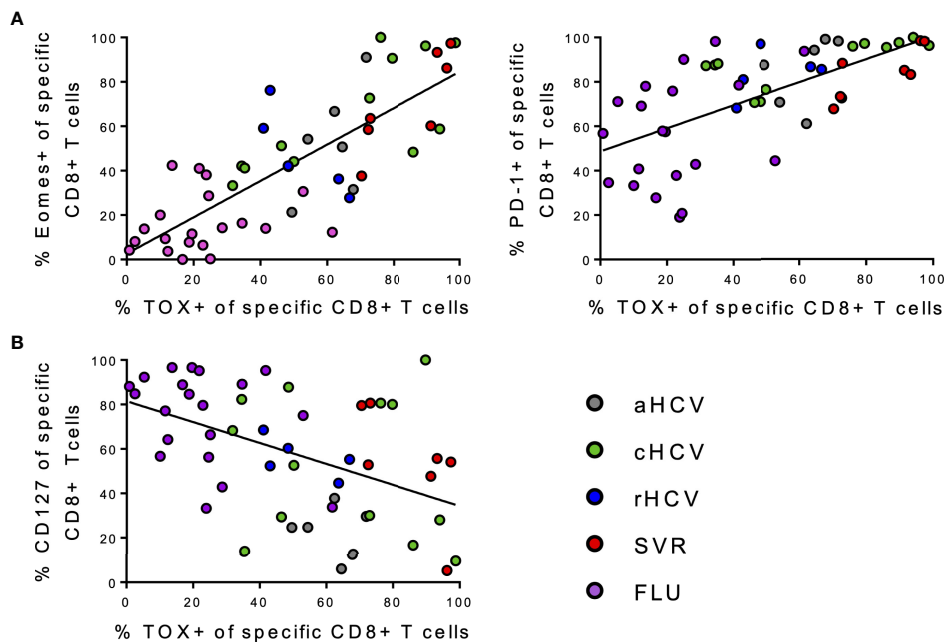 A
% Eomes+ of specific
CD8+ T cells
100
80
60
40
20
0
0 20 40 60 80 100
% TOX+ of specific CD8+ T cells
% PD-1+ of specific
CD8+ T cells
100
80
60
40
20
0
0 20 40 60 80 100
% TOX+ of specific CD8+ T cells
B
% CD127 of specific
CD8+ Tcells
100
80
60
40
20
0
0 20 40 60 80 100
% TOX+ of specific CD8+ T cells
aHCV
cHCV
rHCV
SVR
FLU